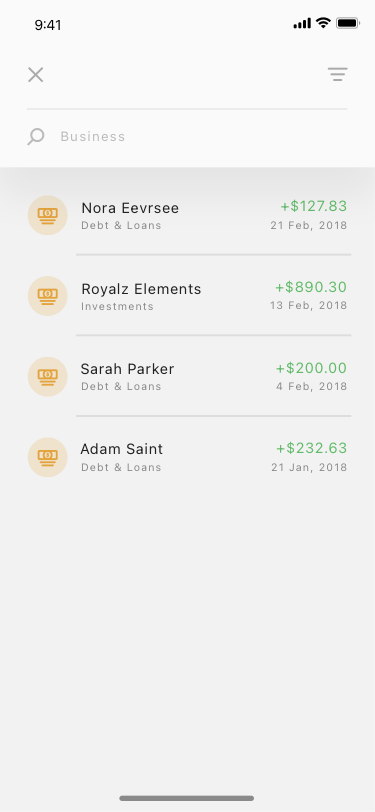 9:41
Business
Nora Eevrsee +$127.83
Debt & Loans 21 Feb, 2018
Royalz Elements +$890.30
Investments 13 Feb, 2018
Sarah Parker +$200.00
Debt & Loans 4 Feb, 2018
Adam Saint +$232.63
Debt & Loans 21 Jan, 2018